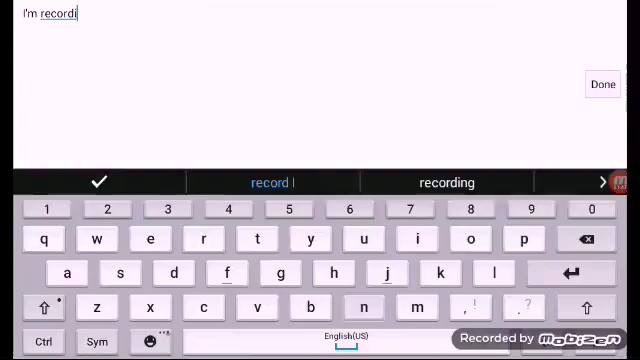 I'm recordi
Done
record I recording
1 2 3 4 5 6 7 8 9 0
q w e r t y u i o p
a s d f g h j k l
z x c v b n m , ! . ?
Ctrl Sym English(US)
Recorded by MOBIZEN